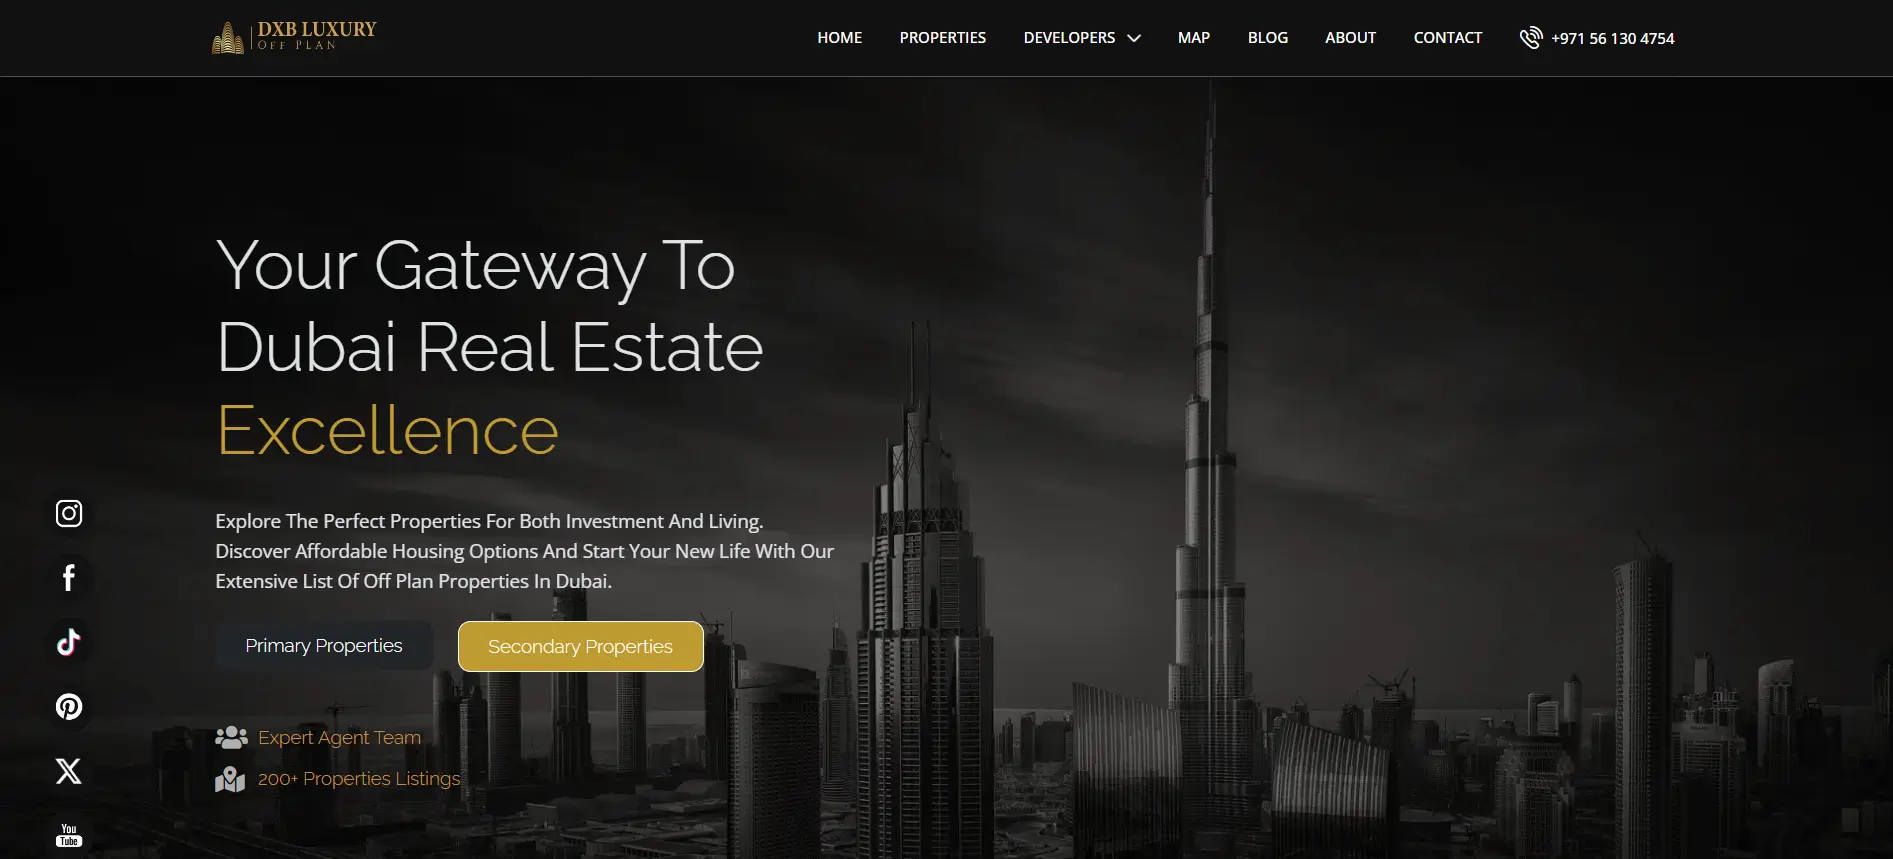 DXB LUXURY
OFF PLAN
HOME
PROPERTIES
DEVELOPERS
MAP
BLOG
ABOUT
CONTACT
+971 56 130 4754
Your Gateway To
Dubai Real Estate
Excellence
Explore The Perfect Properties For Both Investment And Living.
Discover Affordable Housing Options And Start Your New Life With Our
Extensive List Of Off Plan Properties In Dubai.
Primary Properties
Secondary Properties
Expert Agent Team
200+ Properties Listings
You
Tube